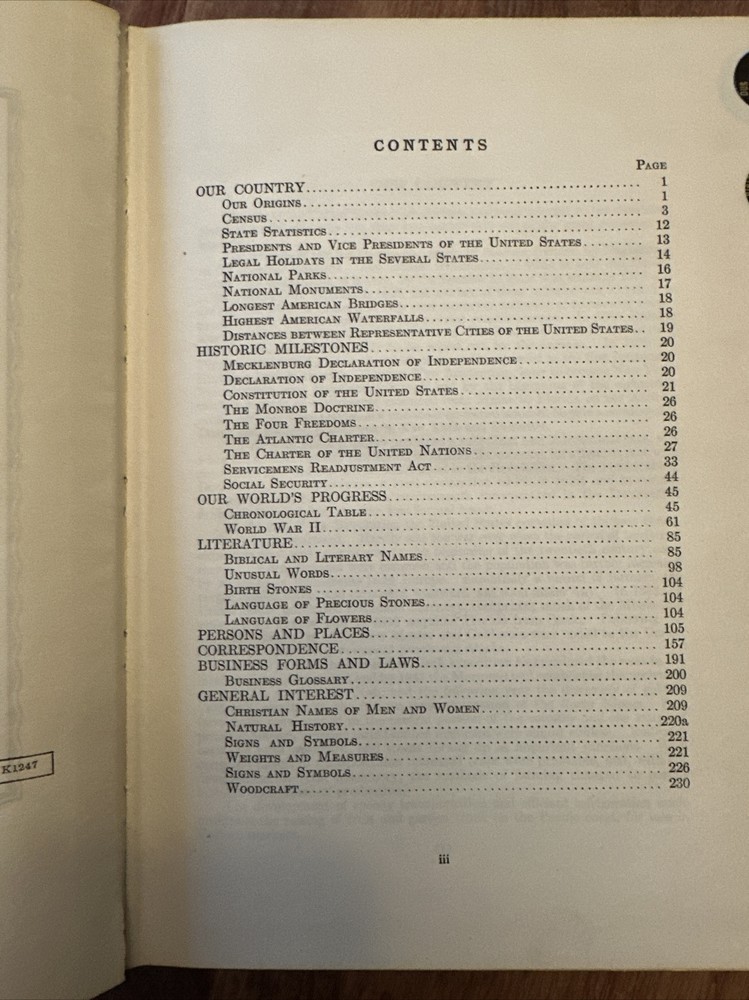 CONTENTS
PAGE
OUR COUNTRY 1
OUR ORIGINS 1
CENSUS 3
STATE STATISTICS 12
PRESIDENTS AND VICE PRESIDENTS OF THE UNITED STATES 13
LEGAL HOLIDAYS IN THE SEVERAL STATES 14
NATIONAL PARKS 16
NATIONAL MONUMENTS 17
LONGEST AMERICAN BRIDGES 18
HIGHEST AMERICAN WATERFALLS 18
DISTANCES BETWEEN REPRESENTATIVE CITIES OF THE UNITED STATES 19
HISTORIC MILESTONES 20
MECKLENBURG DECLARATION OF INDEPENDENCE 20
DECLARATION OF INDEPENDENCE 20
CONSTITUTION OF THE UNITED STATES 21
THE MONROE DOCTRINE 26
THE FOUR FREEDOMS 26
THE ATLANTIC CHARTER 26
THE CHARTER OF THE UNITED NATIONS 27
SERVICEMENS READJUSTMENT ACT 33
SOCIAL SECURITY 44
OUR WORLD'S PROGRESS 45
CHRONOLOGICAL TABLE 45
WORLD WAR II 61
LITERATURE 85
BIBLICAL AND LITERARY NAMES 85
UNUSUAL WORDS 98
BIRTH STONES 104
LANGUAGE OF PRECIOUS STONES 104
LANGUAGE OF FLOWERS 104
PERSONS AND PLACES 105
CORRESPONDENCE 157
BUSINESS FORMS AND LAWS 191
BUSINESS GLOSSARY 200
GENERAL INTEREST 209
CHRISTIAN NAMES OF MEN AND WOMEN 209
NATURAL HISTORY 220a
SIGNS AND SYMBOLS 221
WEIGHTS AND MEASURES 221
SIGNS AND SYMBOLS 226
WOODCRAFT 230
iii
K1247